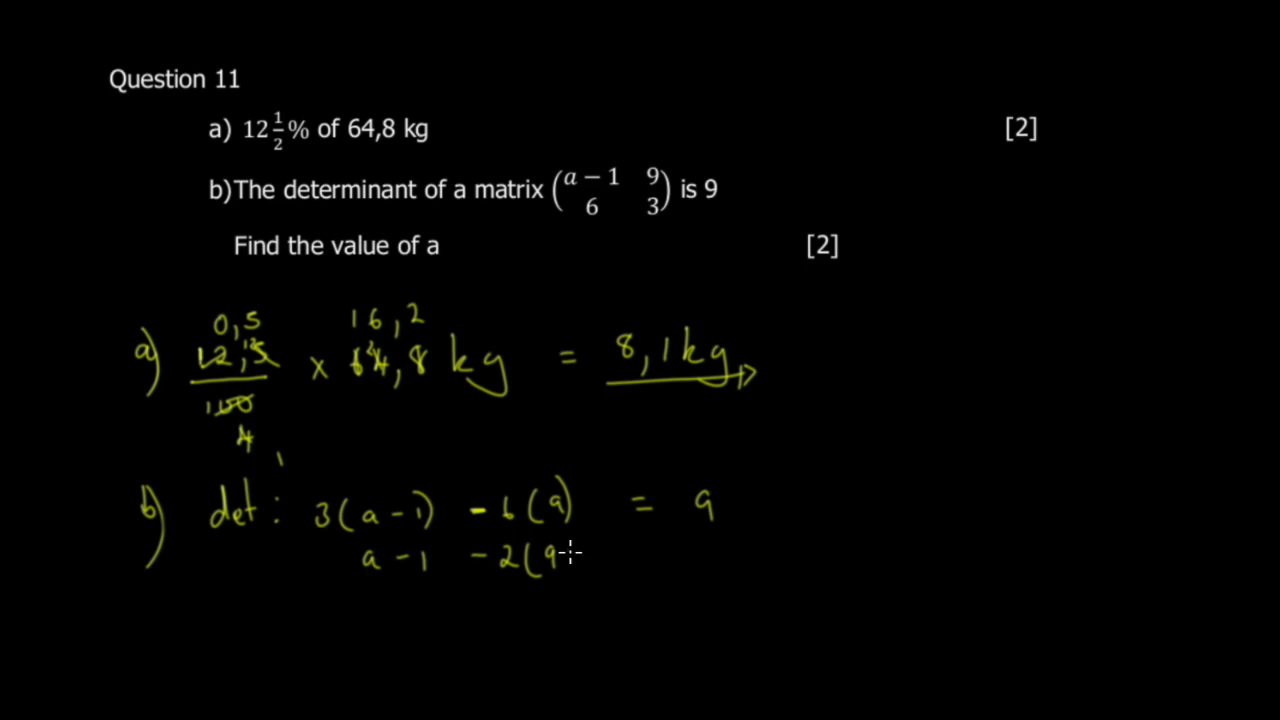 Question 11
a) 12 1/2 % of 64,8 kg [2]
b)The determinant of a matrix (a − 1 9
6 3) is 9
Find the value of a [2]
0,5 16,2
a) 12,5 × 64,8 kg = 8,1 kg
100
4
b) det : 3(a − 1) − 6(9) = 9
a − 1 − 2(9